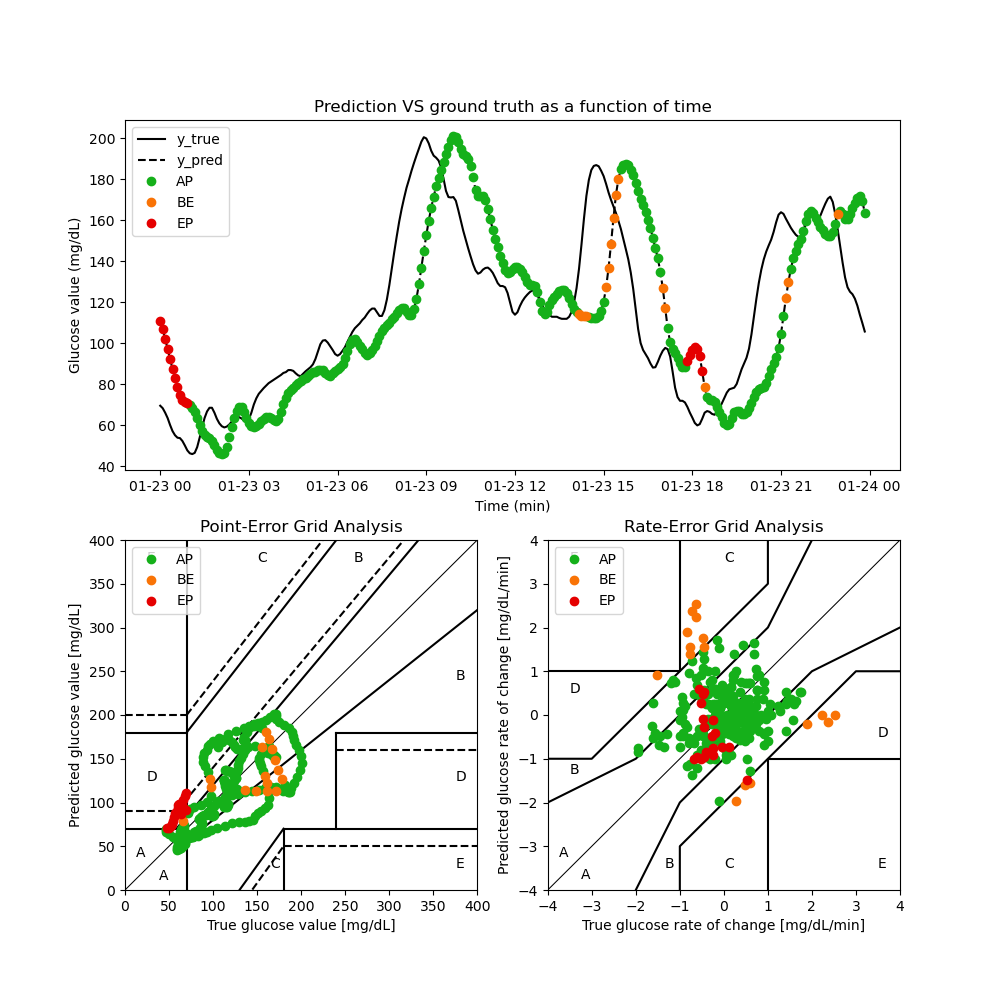 Prediction VS ground truth as a function of time
Glucose value (mg/dL)
200
180
160
140
120
100
80
60
40
y_true
y_pred
AP
BE
EP
01-23 00 01-23 03 01-23 06 01-23 09 01-23 12 01-23 15 01-23 18 01-23 21 01-24 00
Time (min)
Point-Error Grid Analysis
Predicted glucose value [mg/dL]
400
350
300
250
200
150
100
50
0
AP
BE
EP
C
B
B
D
D
A
A
C
E
0 50 100 150 200 250 300 350 400
True glucose value [mg/dL]
Rate-Error Grid Analysis
Predicted glucose rate of change [mg/dL/min]
4
3
2
1
0
−1
−2
−3
−4
AP
BE
EP
C
D
D
B
A
A
B
C
E
−4 −3 −2 −1 0 1 2 3 4
True glucose rate of change [mg/dL/min]